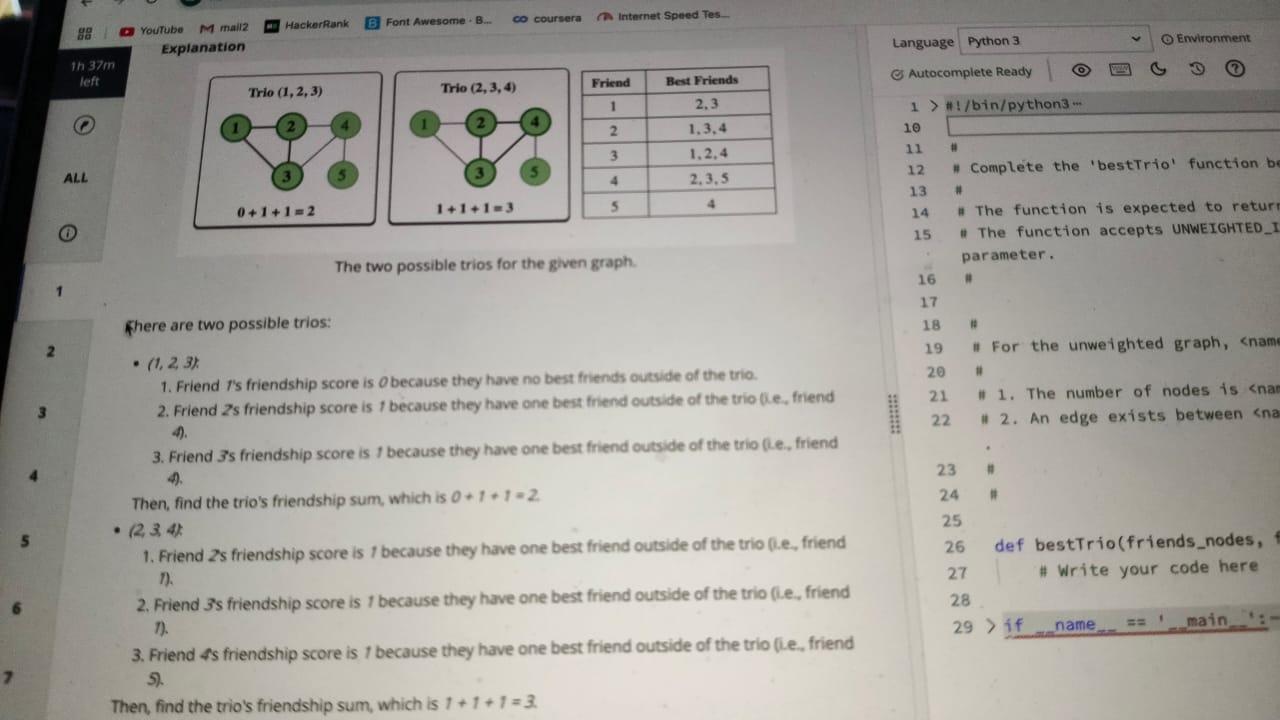 YouTube
mail2
HackerRank
Font Awesome - B...
coursera
Internet Speed Tes...
1h 37m
left
ALL
1
2
3
4
5
6
7
Explanation
Trio (1, 2, 3)
1 2 4
3 5
0+1+1=2
Trio (2, 3, 4)
1 2 4
3 5
1+1+1=3
Friend Best Friends
1 2, 3
2 1, 3, 4
3 1, 2, 4
4 2, 3, 5
5 4
The two possible trios for the given graph.
There are two possible trios:
• (1, 2, 3):
1. Friend 1's friendship score is 0 because they have no best friends outside of the trio.
2. Friend 2's friendship score is 1 because they have one best friend outside of the trio (i.e., friend
4).
3. Friend 3's friendship score is 1 because they have one best friend outside of the trio (i.e., friend
4).
Then, find the trio's friendship sum, which is 0 + 1 + 1 = 2.
• (2, 3, 4):
1. Friend 2's friendship score is 1 because they have one best friend outside of the trio (i.e., friend
1).
2. Friend 3's friendship score is 1 because they have one best friend outside of the trio (i.e., friend
1).
3. Friend 4's friendship score is 1 because they have one best friend outside of the trio (i.e., friend
5).
Then, find the trio's friendship sum, which is 1 + 1 + 1 = 3.
Language Python 3 Environment
Autocomplete Ready
1 > #!/bin/python3 ...
10
11 #
12 # Complete the 'bestTrio' function be
13 #
14 # The function is expected to return
15 # The function accepts UNWEIGHTED_I
parameter.
16 #
17
18 #
19 # For the unweighted graph, <name
20 #
21 # 1. The number of nodes is <nam
22 # 2. An edge exists between <na
.
23 #
24 #
25
26 def bestTrio(friends_nodes, f
27 # Write your code here
28
29 > if __name__ == '__main__':